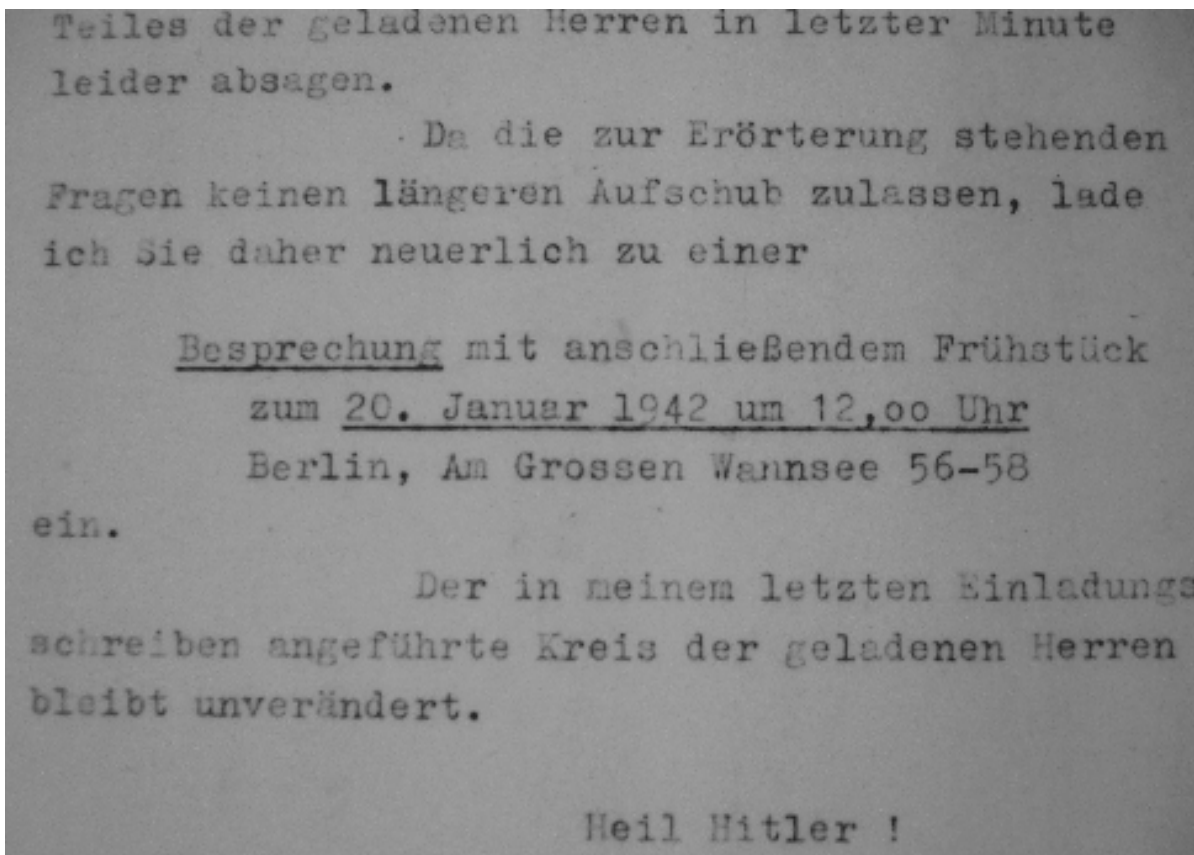 Teiles der geladenen Herren in letzter Minute
leider absagen.
Da die zur Erörterung stehenden
Fragen keinen längeren Aufschub zulassen, lade
ich Sie daher neuerlich zu einer
Besprechung mit anschließendem Frühstück
zum 20. Januar 1942 um 12,oo Uhr
Berlin, Am Grossen Wannsee 56-58
ein.
Der in meinem letzten Einladungs
schreiben angeführte Kreis der geladenen Herren
bleibt unverändert.
Heil Hitler !